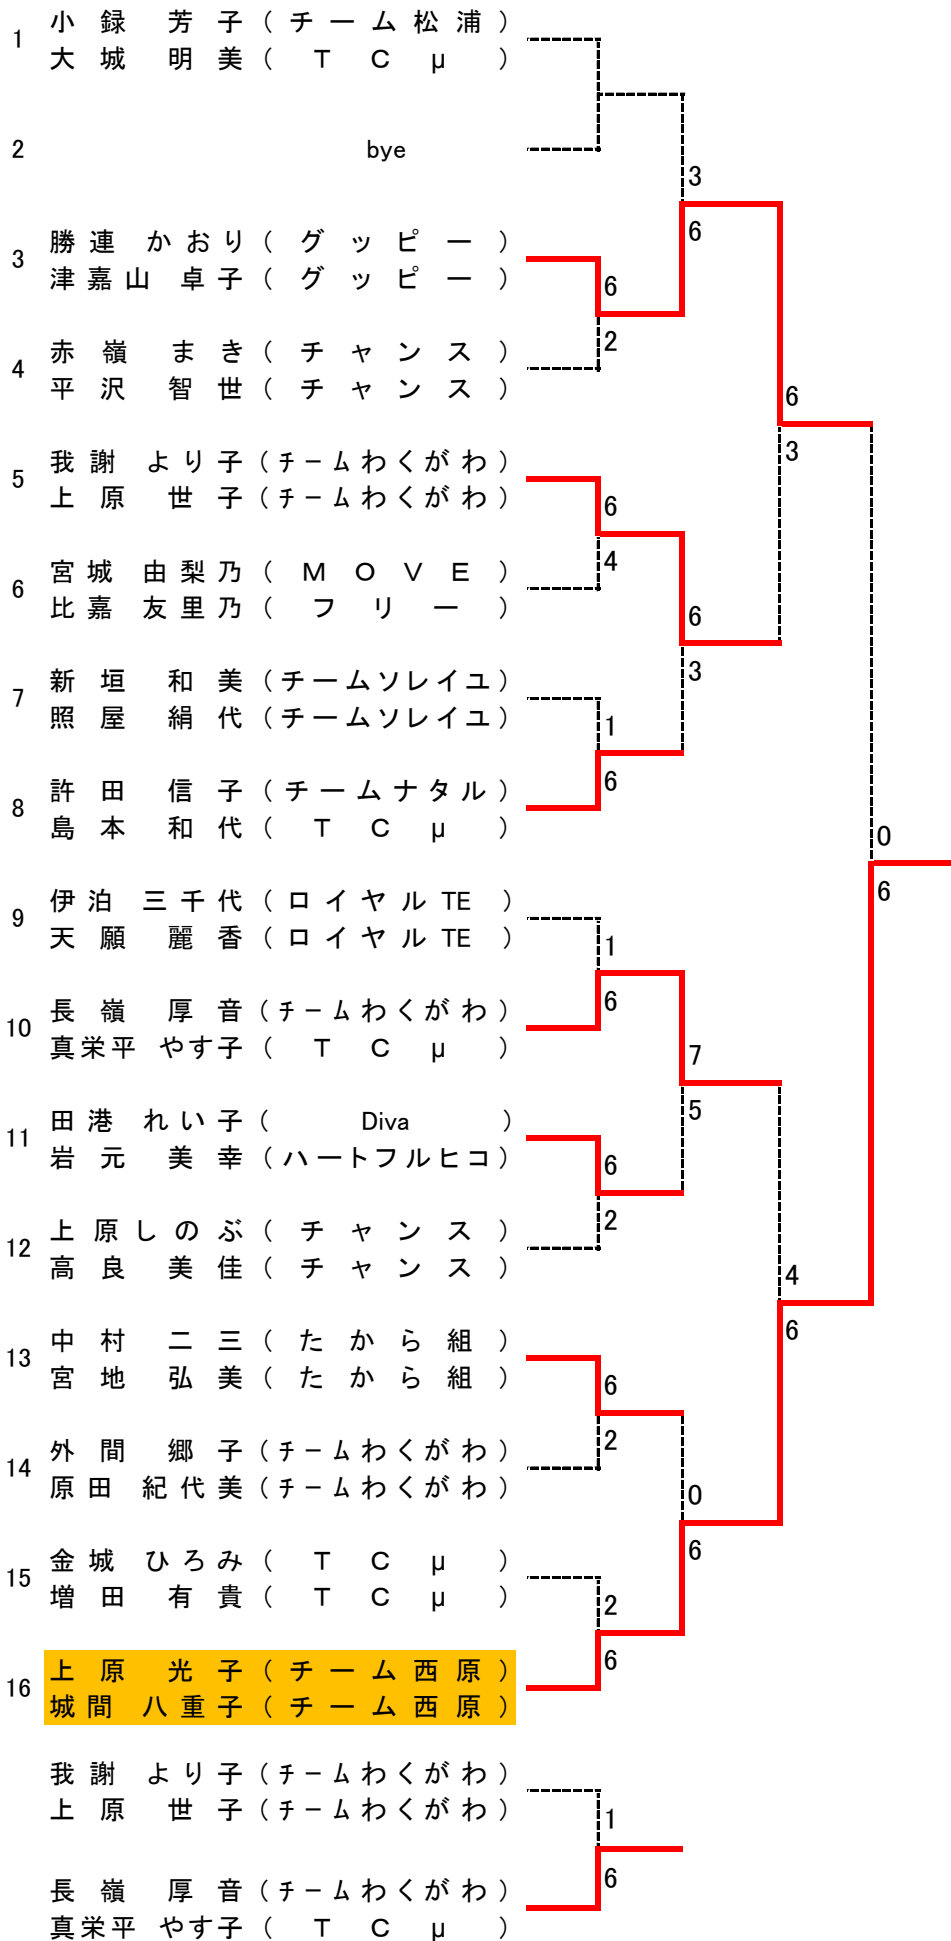 1
小録 芳子 (チーム松浦)
大城 明美 (TCμ)
2
bye
3
6
3
勝連 かおり (グッピー)
津嘉山 卓子 (グッピー)
6
2
4
赤嶺 まき (チャンス)
平沢 智世 (チャンス)
6
3
5
我謝 より子 (チームわくがわ)
上原 世子 (チームわくがわ)
6
4
6
宮城 由梨乃 (MOVE)
比嘉 友里乃 (フリー)
6
3
7
新垣 和美 (チームソレイユ)
照屋 絹代 (チームソレイユ)
1
6
8
許田 信子 (チームナタル)
島本 和代 (TCμ)
0
6
9
伊泊 三千代 (ロイヤルTE)
天願 麗香 (ロイヤルTE)
1
6
10
長嶺 厚音 (チームわくがわ)
真栄平 やす子 (TCμ)
7
5
11
田港 れい子 (Diva)
岩元 美幸 (ハートフルヒコ)
6
2
12
上原しのぶ (チャンス)
高良 美佳 (チャンス)
4
6
13
中村 二三 (たから組)
宮地 弘美 (たから組)
6
2
14
外間 郷子 (チームわくがわ)
原田 紀代美 (チームわくがわ)
0
6
15
金城 ひろみ (TCμ)
増田 有貴 (TCμ)
2
6
16
上原 光子 (チーム西原)
城間 八重子 (チーム西原)
我謝 より子 (チームわくがわ)
上原 世子 (チームわくがわ)
1
6
長嶺 厚音 (チームわくがわ)
真栄平 やす子 (TCμ)